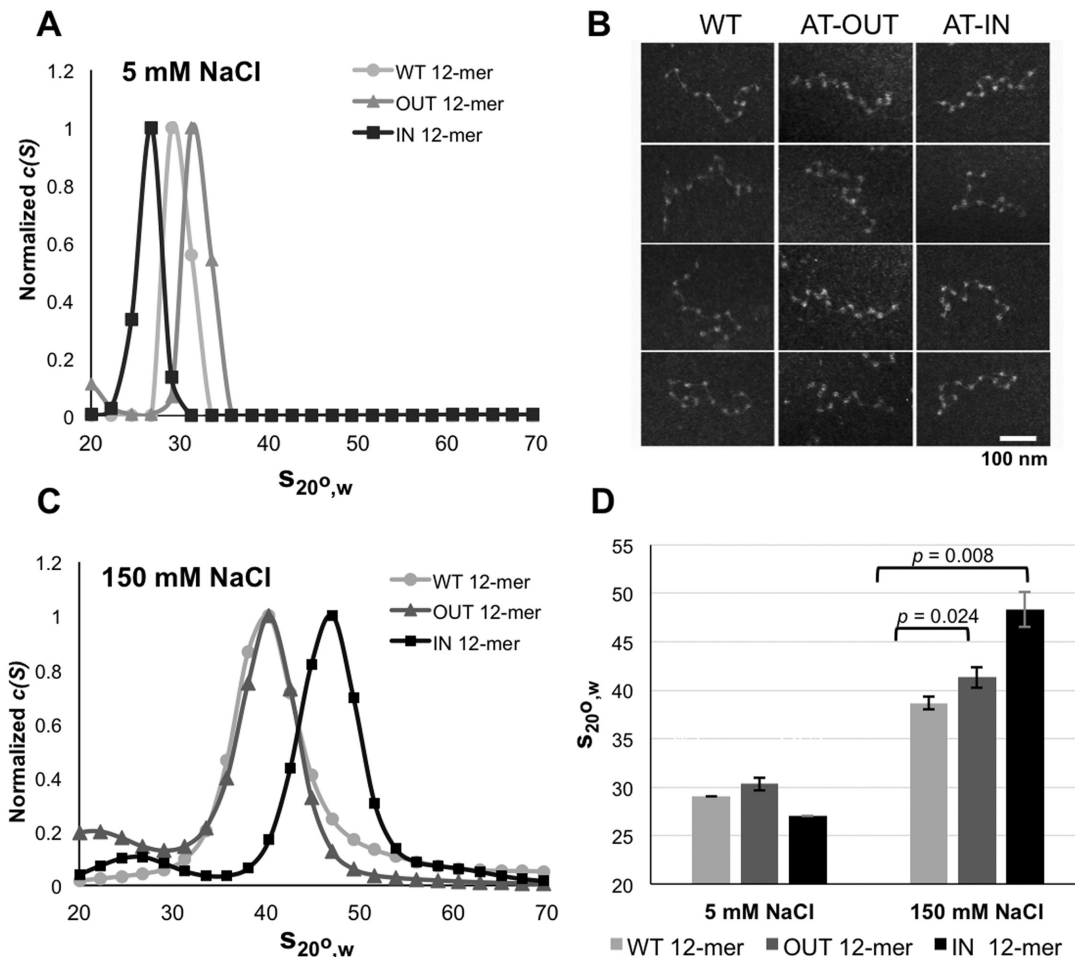 A
5 mM NaCl
WT 12-mer
OUT 12-mer
IN 12-mer
Normalized c(S)
1.2
1
0.8
0.6
0.4
0.2
0
20 30 40 50 60 70
S20°,w
B
WT AT-OUT AT-IN
100 nm
C
150 mM NaCl
WT 12-mer
OUT 12-mer
IN 12-mer
Normalized c(S)
1.2
1
0.8
0.6
0.4
0.2
0
20 30 40 50 60 70
S20°,w
D
p = 0.008
p = 0.024
S20°,w
55
50
45
40
35
30
25
20
5 mM NaCl 150 mM NaCl
WT 12-mer OUT 12-mer IN 12-mer